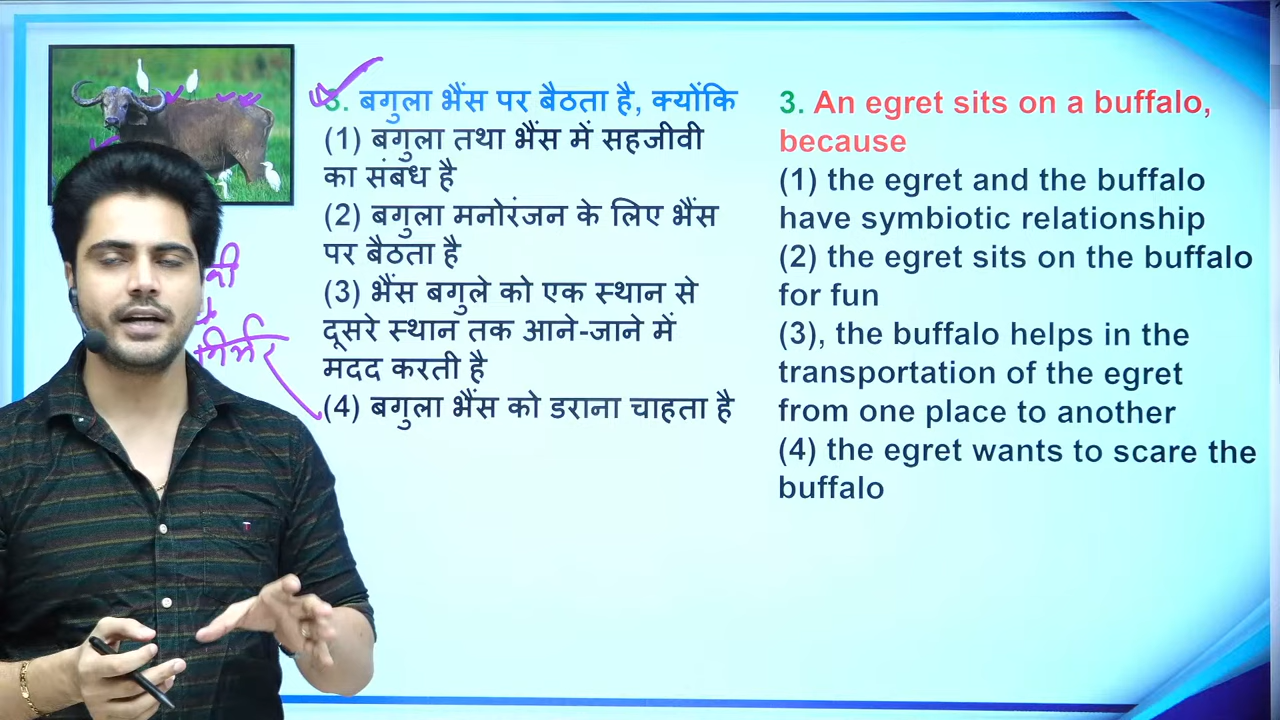 3. बगुला भैंस पर बैठता है, क्योंकि
(1) बगुला तथा भैंस में सहजीवी
का संबंध है
(2) बगुला मनोरंजन के लिए भैंस
पर बैठता है
(3) भैंस बगुले को एक स्थान से
दूसरे स्थान तक आने-जाने में
मदद करती है
(4) बगुला भैंस को डराना चाहता है
3. An egret sits on a buffalo,
because
(1) the egret and the buffalo
have symbiotic relationship
(2) the egret sits on the buffalo
for fun
(3), the buffalo helps in the
transportation of the egret
from one place to another
(4) the egret wants to scare the
buffalo